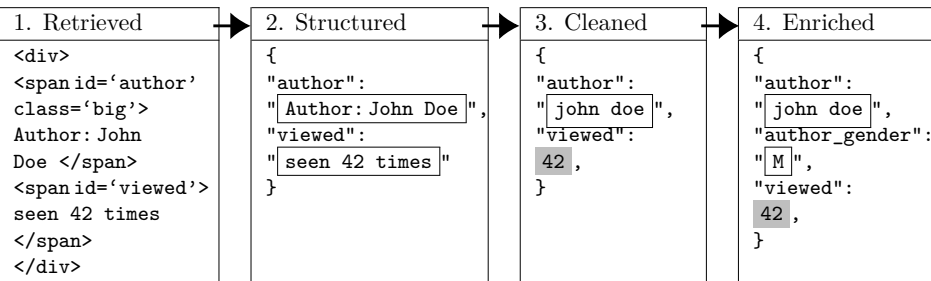 1. Retrieved
<div>
<span id=‘author’
class=‘big’>
Author: John
Doe </span>
<span id=‘viewed’>
seen 42 times
</span>
</div>
2. Structured
{
"author":
"Author: John Doe",
"viewed":
"seen 42 times"
}
3. Cleaned
{
"author":
"john doe",
"viewed":
42,
}
4. Enriched
{
"author":
"john doe",
"author_gender":
"M",
"viewed":
42,
}